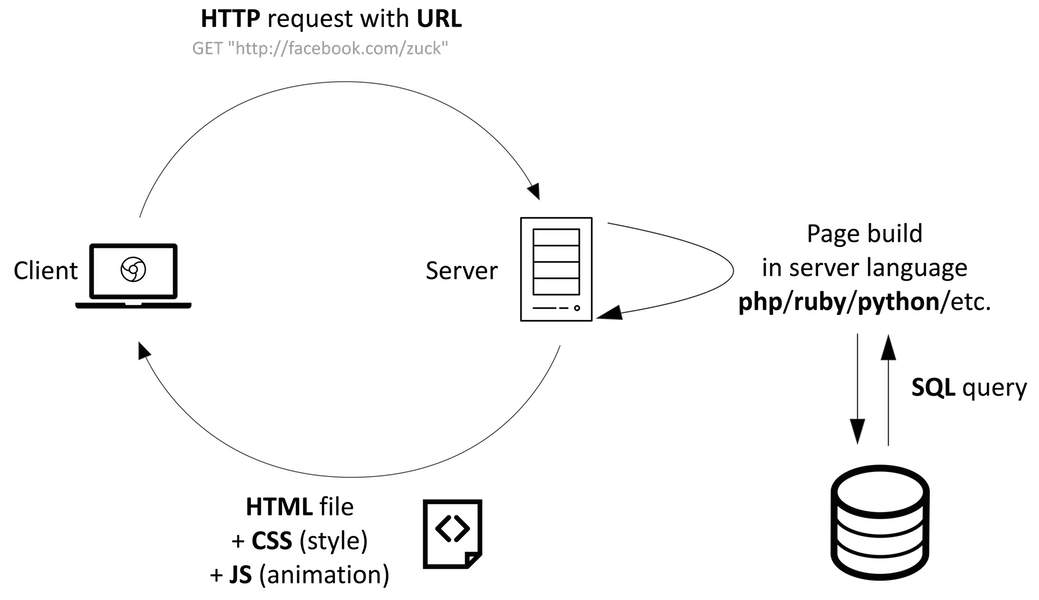 HTTP request with URL
GET "http://facebook.com/zuck"
Client
Server
Page build
in server language
php/ruby/python/etc.
SQL query
HTML file
+ CSS (style)
+ JS (animation)